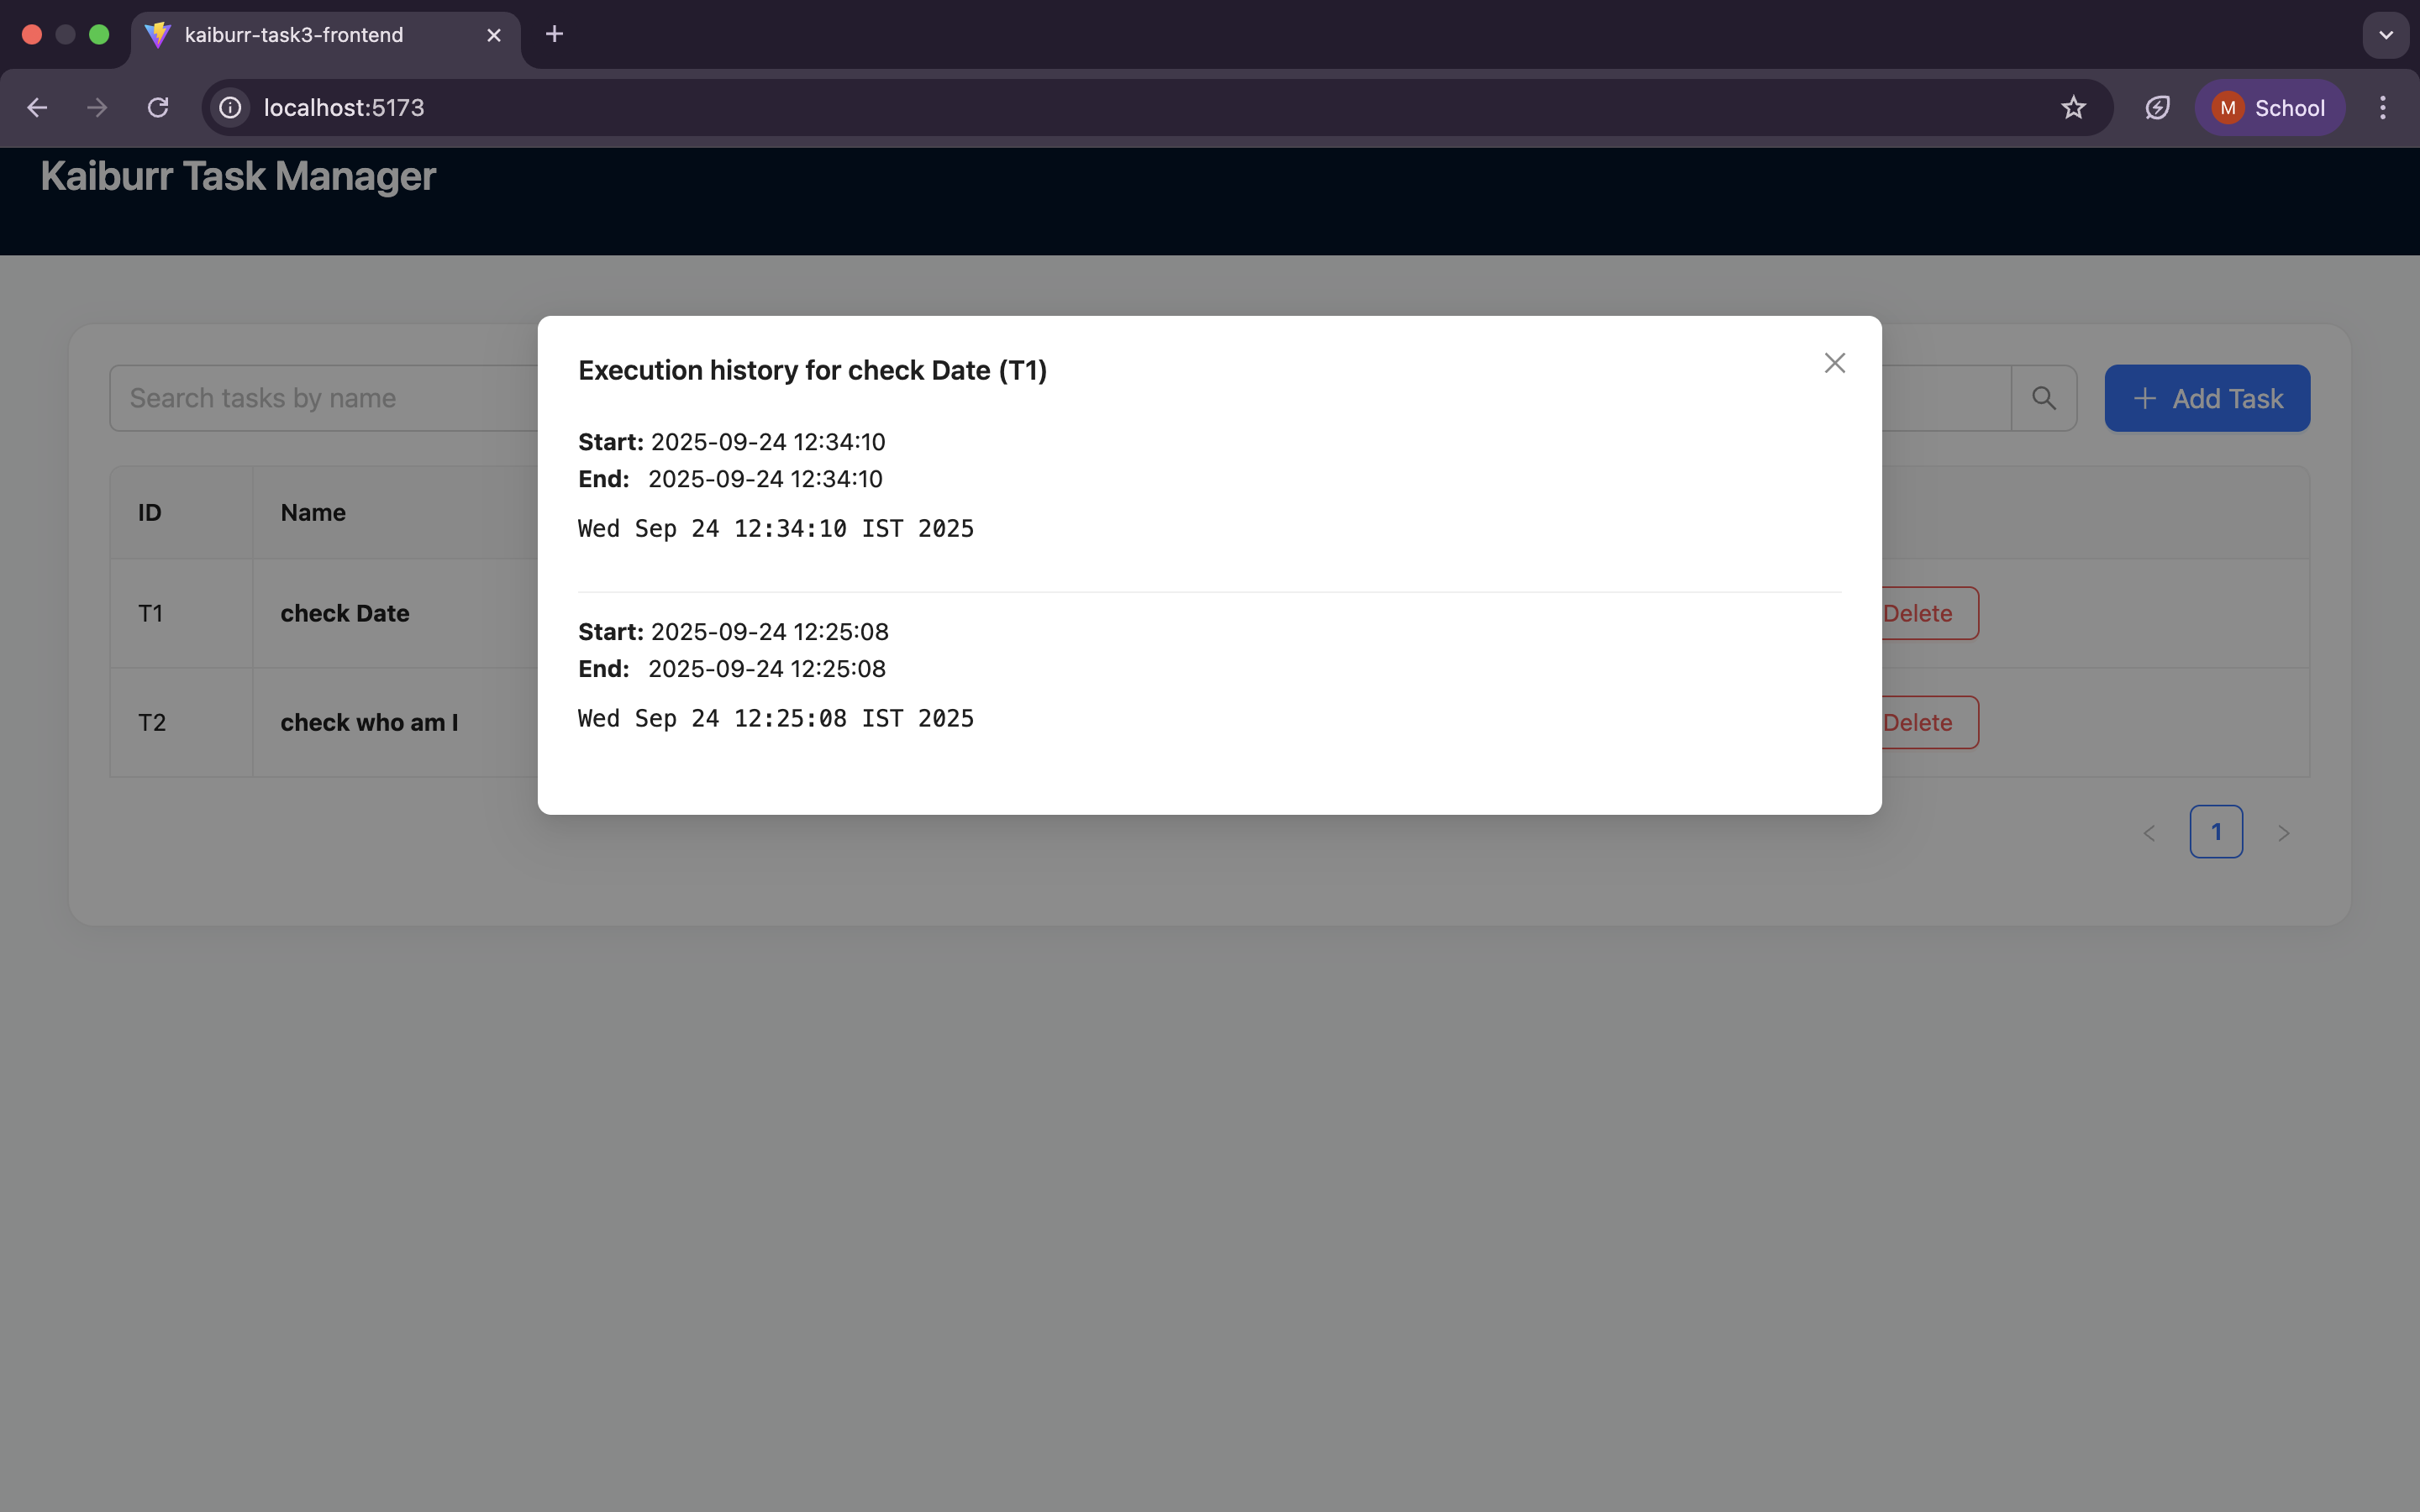 kaiburr-task3-frontend
localhost:5173
M School
Kaiburr Task Manager
Search tasks by name
Add Task
Execution history for check Date (T1)
Start: 2025-09-24 12:34:10
End: 2025-09-24 12:34:10
Wed Sep 24 12:34:10 IST 2025
Start: 2025-09-24 12:25:08
End: 2025-09-24 12:25:08
Wed Sep 24 12:25:08 IST 2025
ID Name
T1 check Date Delete
T2 check who am I Delete
1